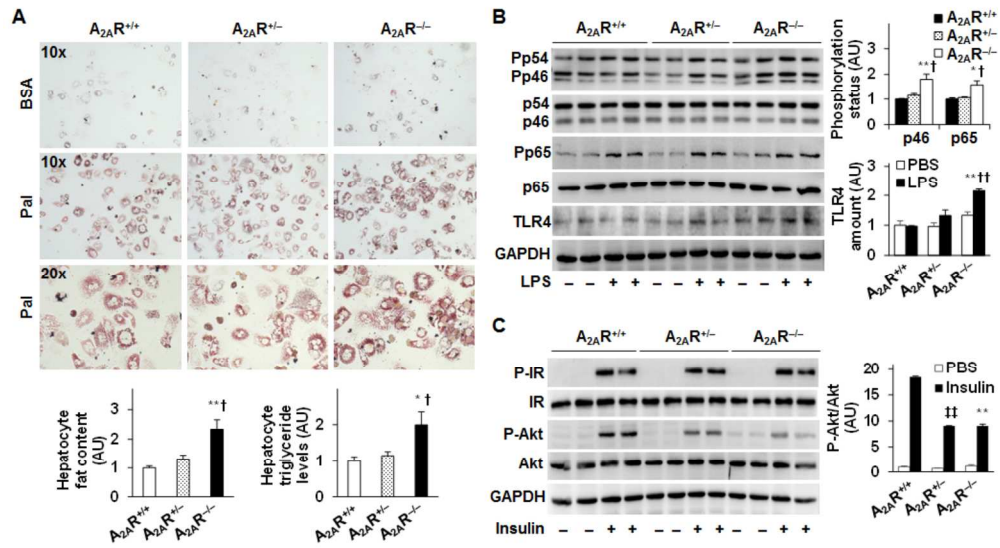 A
A2AR+/+ A2AR+/− A2AR−/−
10x
BSA
10x
Pal
20x
Pal
Hepatocyte
fat content
(AU)
3
2
1
0
**†
A2AR+/+
A2AR+/−
A2AR−/−
Hepatocyte
triglyceride
levels (AU)
3
2
1
0
*†
A2AR+/+
A2AR+/−
A2AR−/−
B
A2AR+/+ A2AR+/− A2AR−/−
Pp54
Pp46
p54
p46
Pp65
p65
TLR4
GAPDH
LPS − − + + − − + + − − + +
A2AR+/+
A2AR+/−
A2AR−/−
Phosphorylation
status (AU)
3
2
1
0
**† *†
p46 p65
PBS
LPS
TLR4
amount (AU)
3
2
1
0
**††
A2AR+/+
A2AR+/−
A2AR−/−
C
A2AR+/+ A2AR+/− A2AR−/−
P-IR
IR
P-Akt
Akt
GAPDH
Insulin − − + + − − + + − − + +
PBS
Insulin
P-Akt/Akt
(AU)
20
10
0
‡‡ **
A2AR+/+
A2AR+/−
A2AR−/−